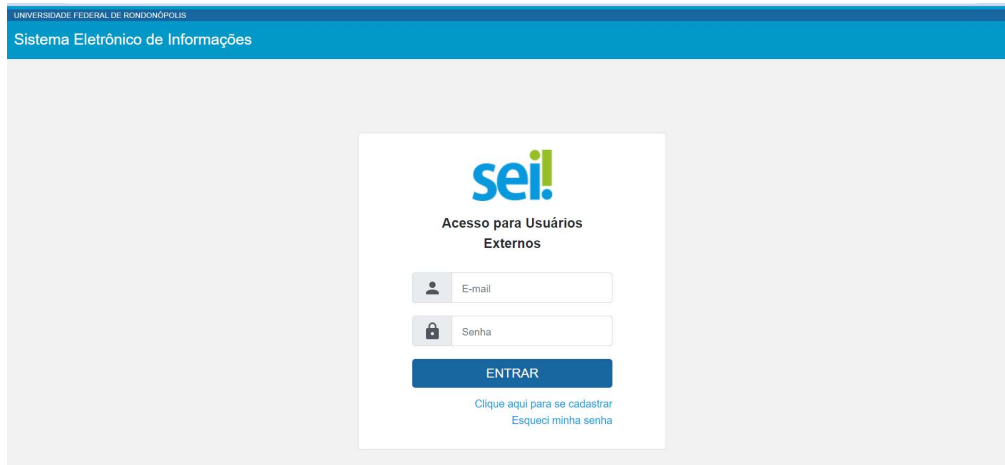 UNIVERSIDADE FEDERAL DE RONDONÓPOLIS
Sistema Eletrônico de Informações
sei!
Acesso para Usuários
Externos
E-mail
Senha
ENTRAR
Clique aqui para se cadastrar
Esqueci minha senha